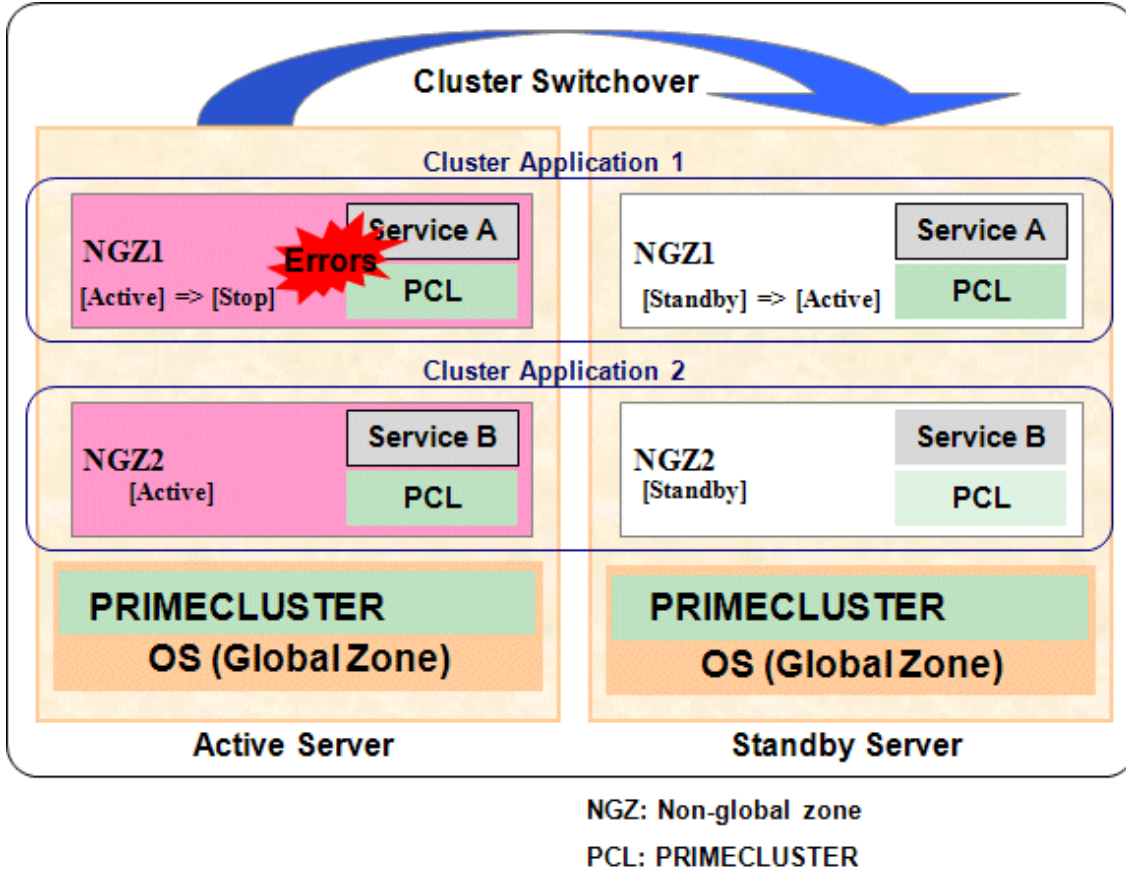 Cluster Switchover
Cluster Application 1
NGZ1
[Active] => [Stop]
Errors
Service A
PCL
NGZ1
[Standby] => [Active]
Service A
PCL
Cluster Application 2
NGZ2
[Active]
Service B
PCL
NGZ2
[Standby]
Service B
PCL
PRIMECLUSTER
OS (Global Zone)
PRIMECLUSTER
OS (Global Zone)
Active Server
Standby Server
NGZ: Non-global zone
PCL: PRIMECLUSTER